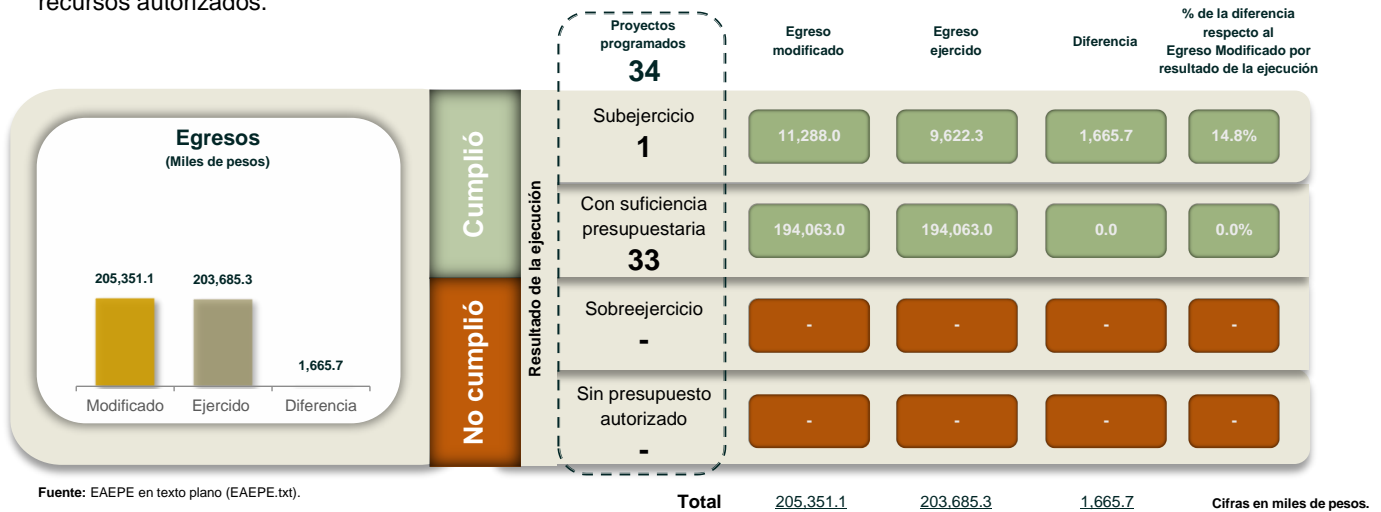 recursos autorizados.
Proyectos
programados
34
Egreso
modificado
Egreso
ejercido
Diferencia
% de la diferencia
respecto al
Egreso Modificado por
resultado de la ejecución
Egresos
(Miles de pesos)
205,351.1
203,685.3
1,665.7
Modificado
Ejercido
Diferencia
Cumplió
No cumplió
Resultado de la ejecución
Subejercicio
1
11,288.0
9,622.3
1,665.7
14.8%
Con suficiencia
presupuestaria
33
194,063.0
194,063.0
0.0
0.0%
Sobreejercicio
-
-
-
-
-
Sin presupuesto
autorizado
-
-
-
-
-
Fuente: EAEPE en texto plano (EAEPE.txt).
Total
205,351.1
203,685.3
1,665.7
Cifras en miles de pesos.